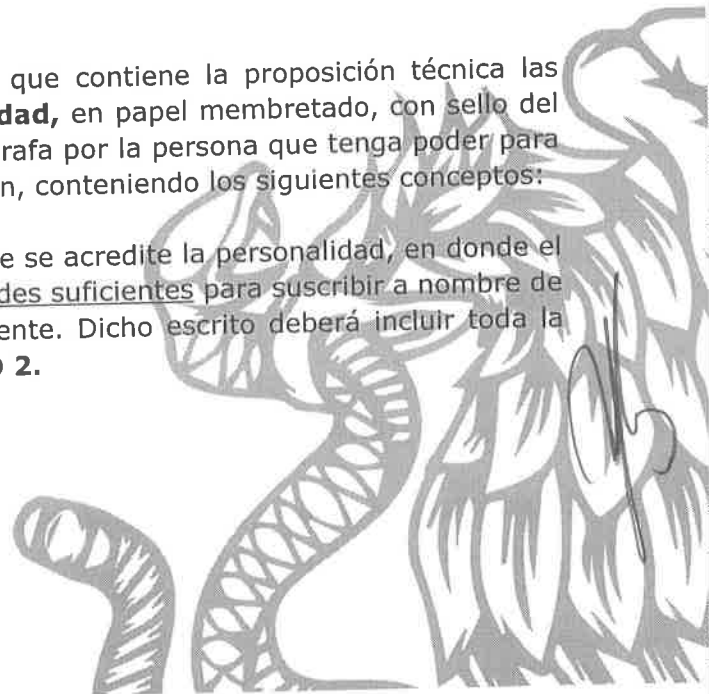 que contiene la proposición técnica las
dad, en papel membretado, con sello del
rafa por la persona que tenga poder para
n, conteniendo los siguientes conceptos:
e se acredite la personalidad, en donde el
des suficientes para suscribir a nombre de
ente. Dicho escrito deberá incluir toda la
2.